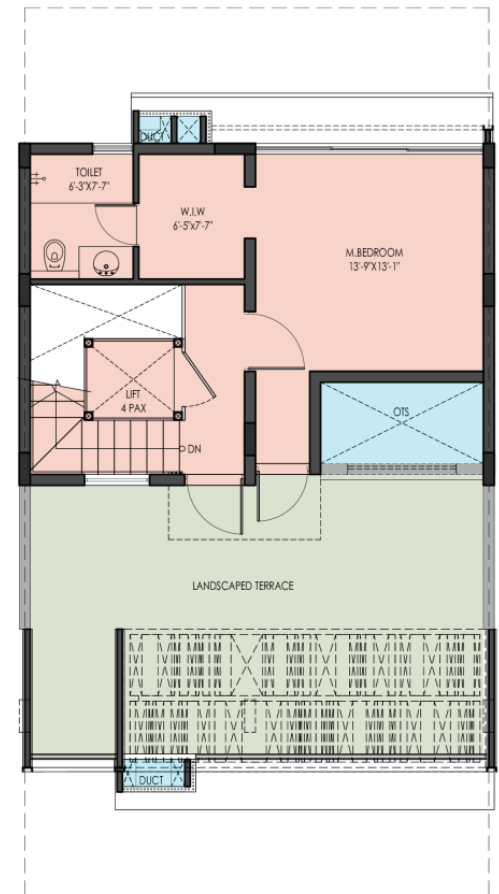 DUCT
TOILET
6'-3"X7'-7"
W.I.W
6'-5"x7'-7"
M.BEDROOM
13'-9"X13'-1"
LIFT
4 PAX
OTS
DN
LANDSCAPED TERRACE
DUCT